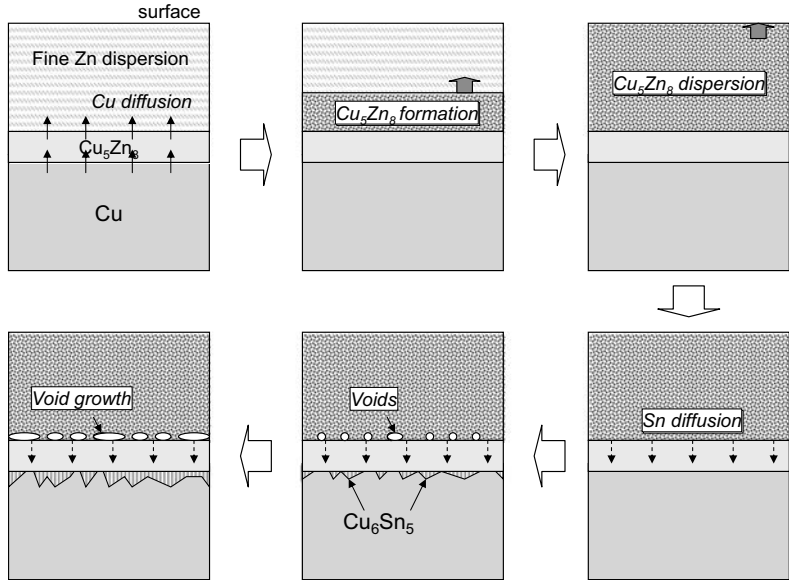 surface
Fine Zn dispersion
Cu diffusion
Cu₅Zn₈
Cu
Cu₅Zn₈ formation
Cu₅Zn₈ dispersion
Void growth
Voids
Cu₆Sn₅
Sn diffusion